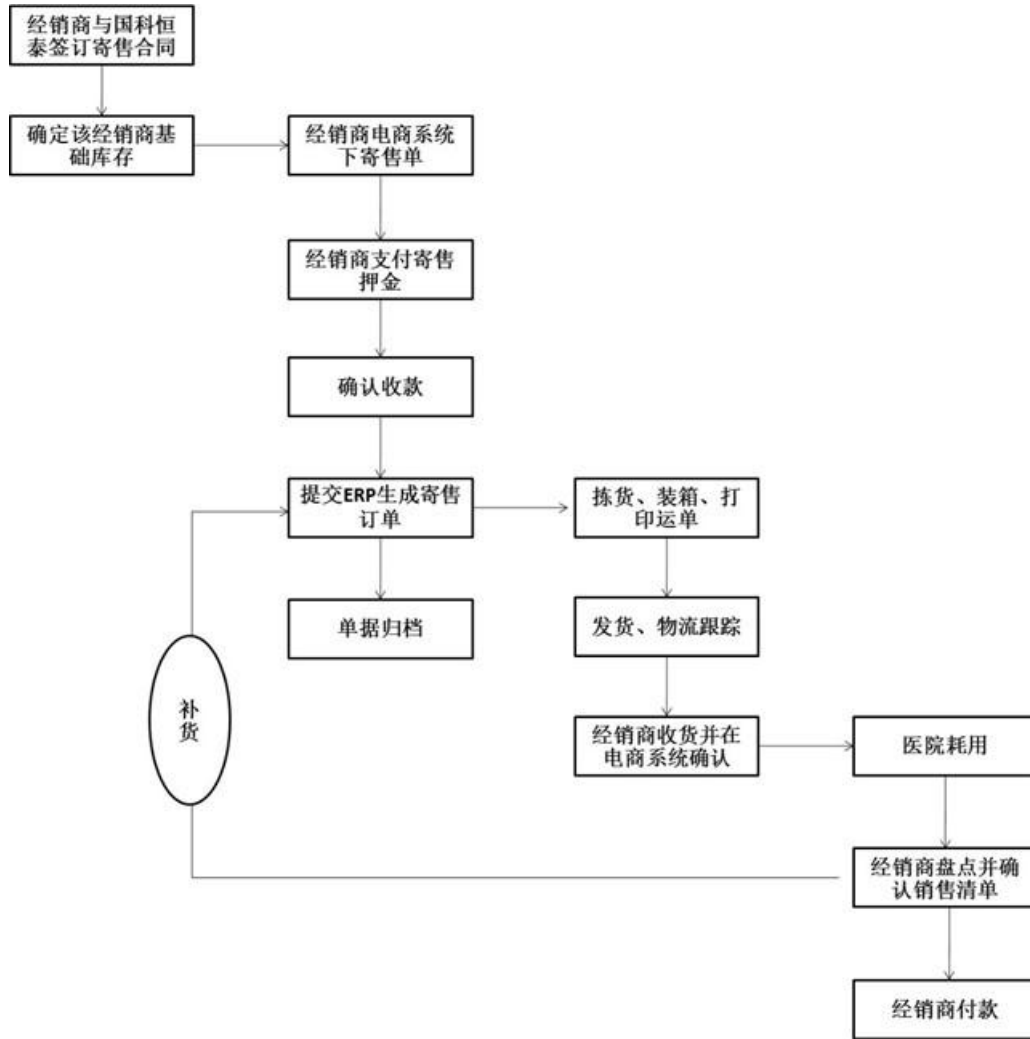 经销商与国科恒
泰签订寄售合同
确定该经销商基
础库存
经销商电商系统
下寄售单
经销商支付寄售
押金
确认收款
提交ERP生成寄售
订单
拣货、装箱、打
印运单
单据归档
发货、物流跟踪
补
货
经销商收货并在
电商系统确认
医院耗用
经销商盘点并确
认销售清单
经销商付款